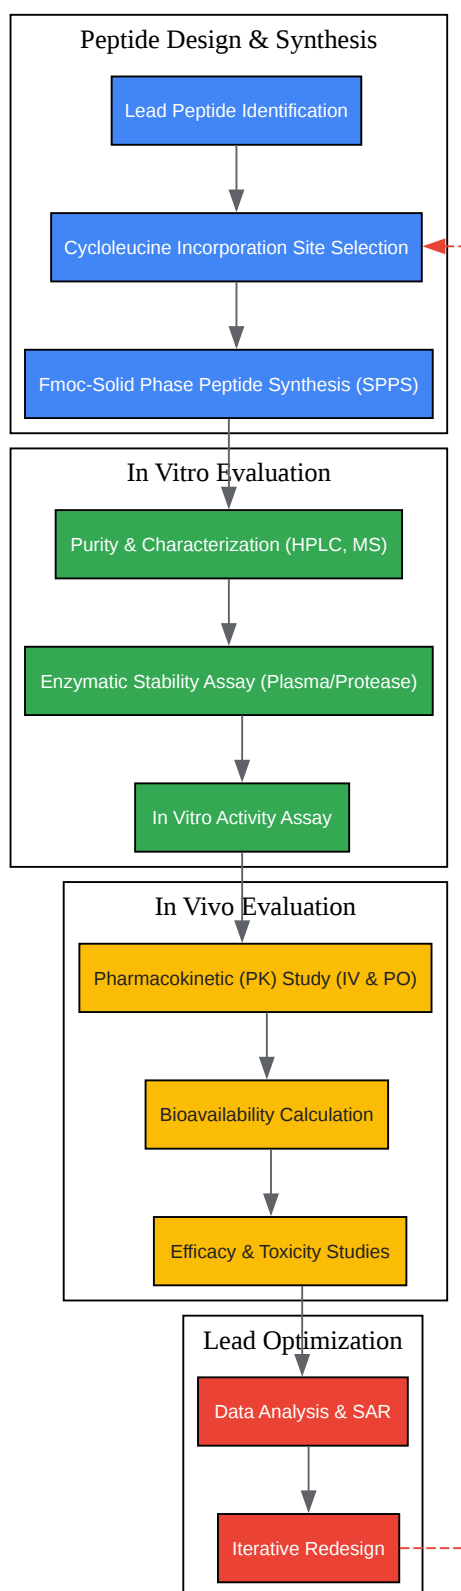 Peptide Design & Synthesis
Lead Peptide Identification
Cycloleucine Incorporation Site Selection
Fmoc-Solid Phase Peptide Synthesis (SPPS)
In Vitro Evaluation
Purity & Characterization (HPLC, MS)
Enzymatic Stability Assay (Plasma/Protease)
In Vitro Activity Assay
In Vivo Evaluation
Pharmacokinetic (PK) Study (IV & PO)
Bioavailability Calculation
Efficacy & Toxicity Studies
Lead Optimization
Data Analysis & SAR
Iterative Redesign